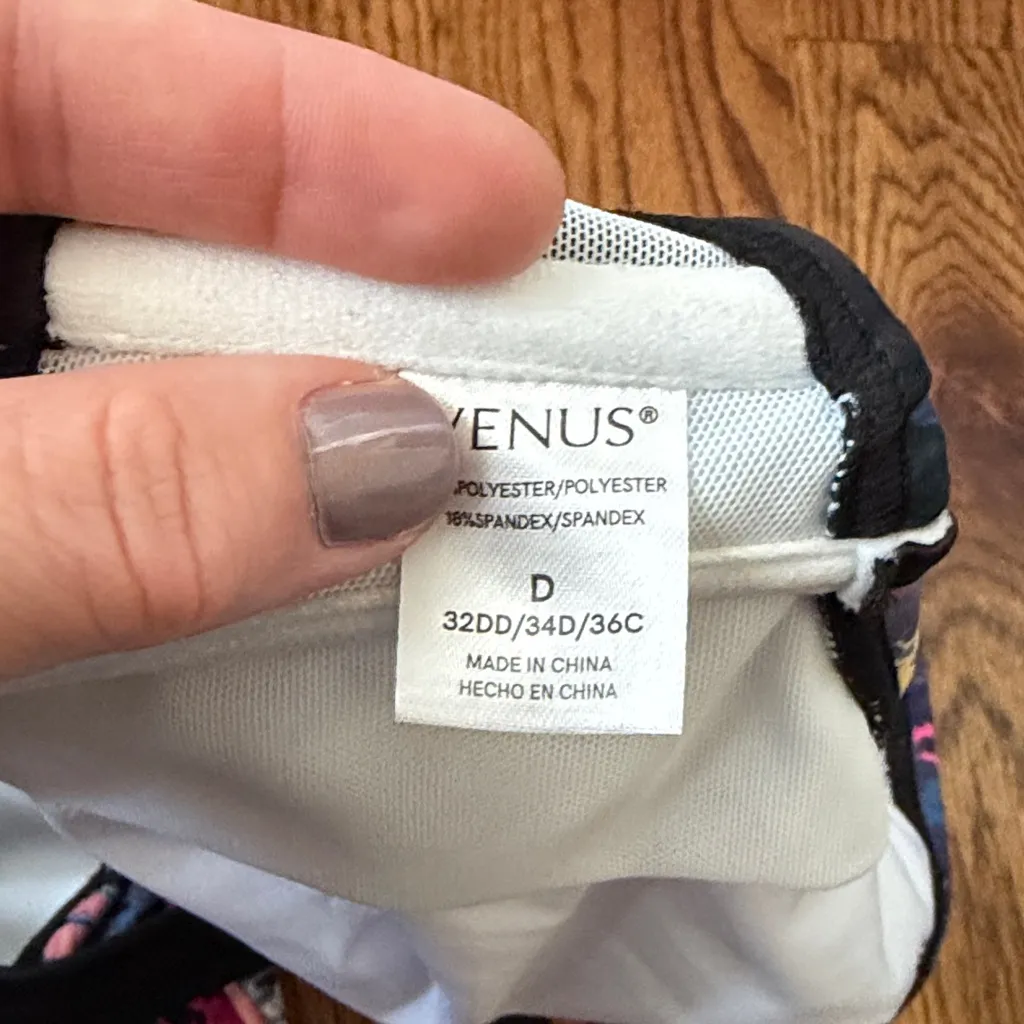 VENUS®
POLYESTER/POLYESTER
18%SPANDEX/SPANDEX
D
32DD/34D/36C
MADE IN CHINA
HECHO EN CHINA